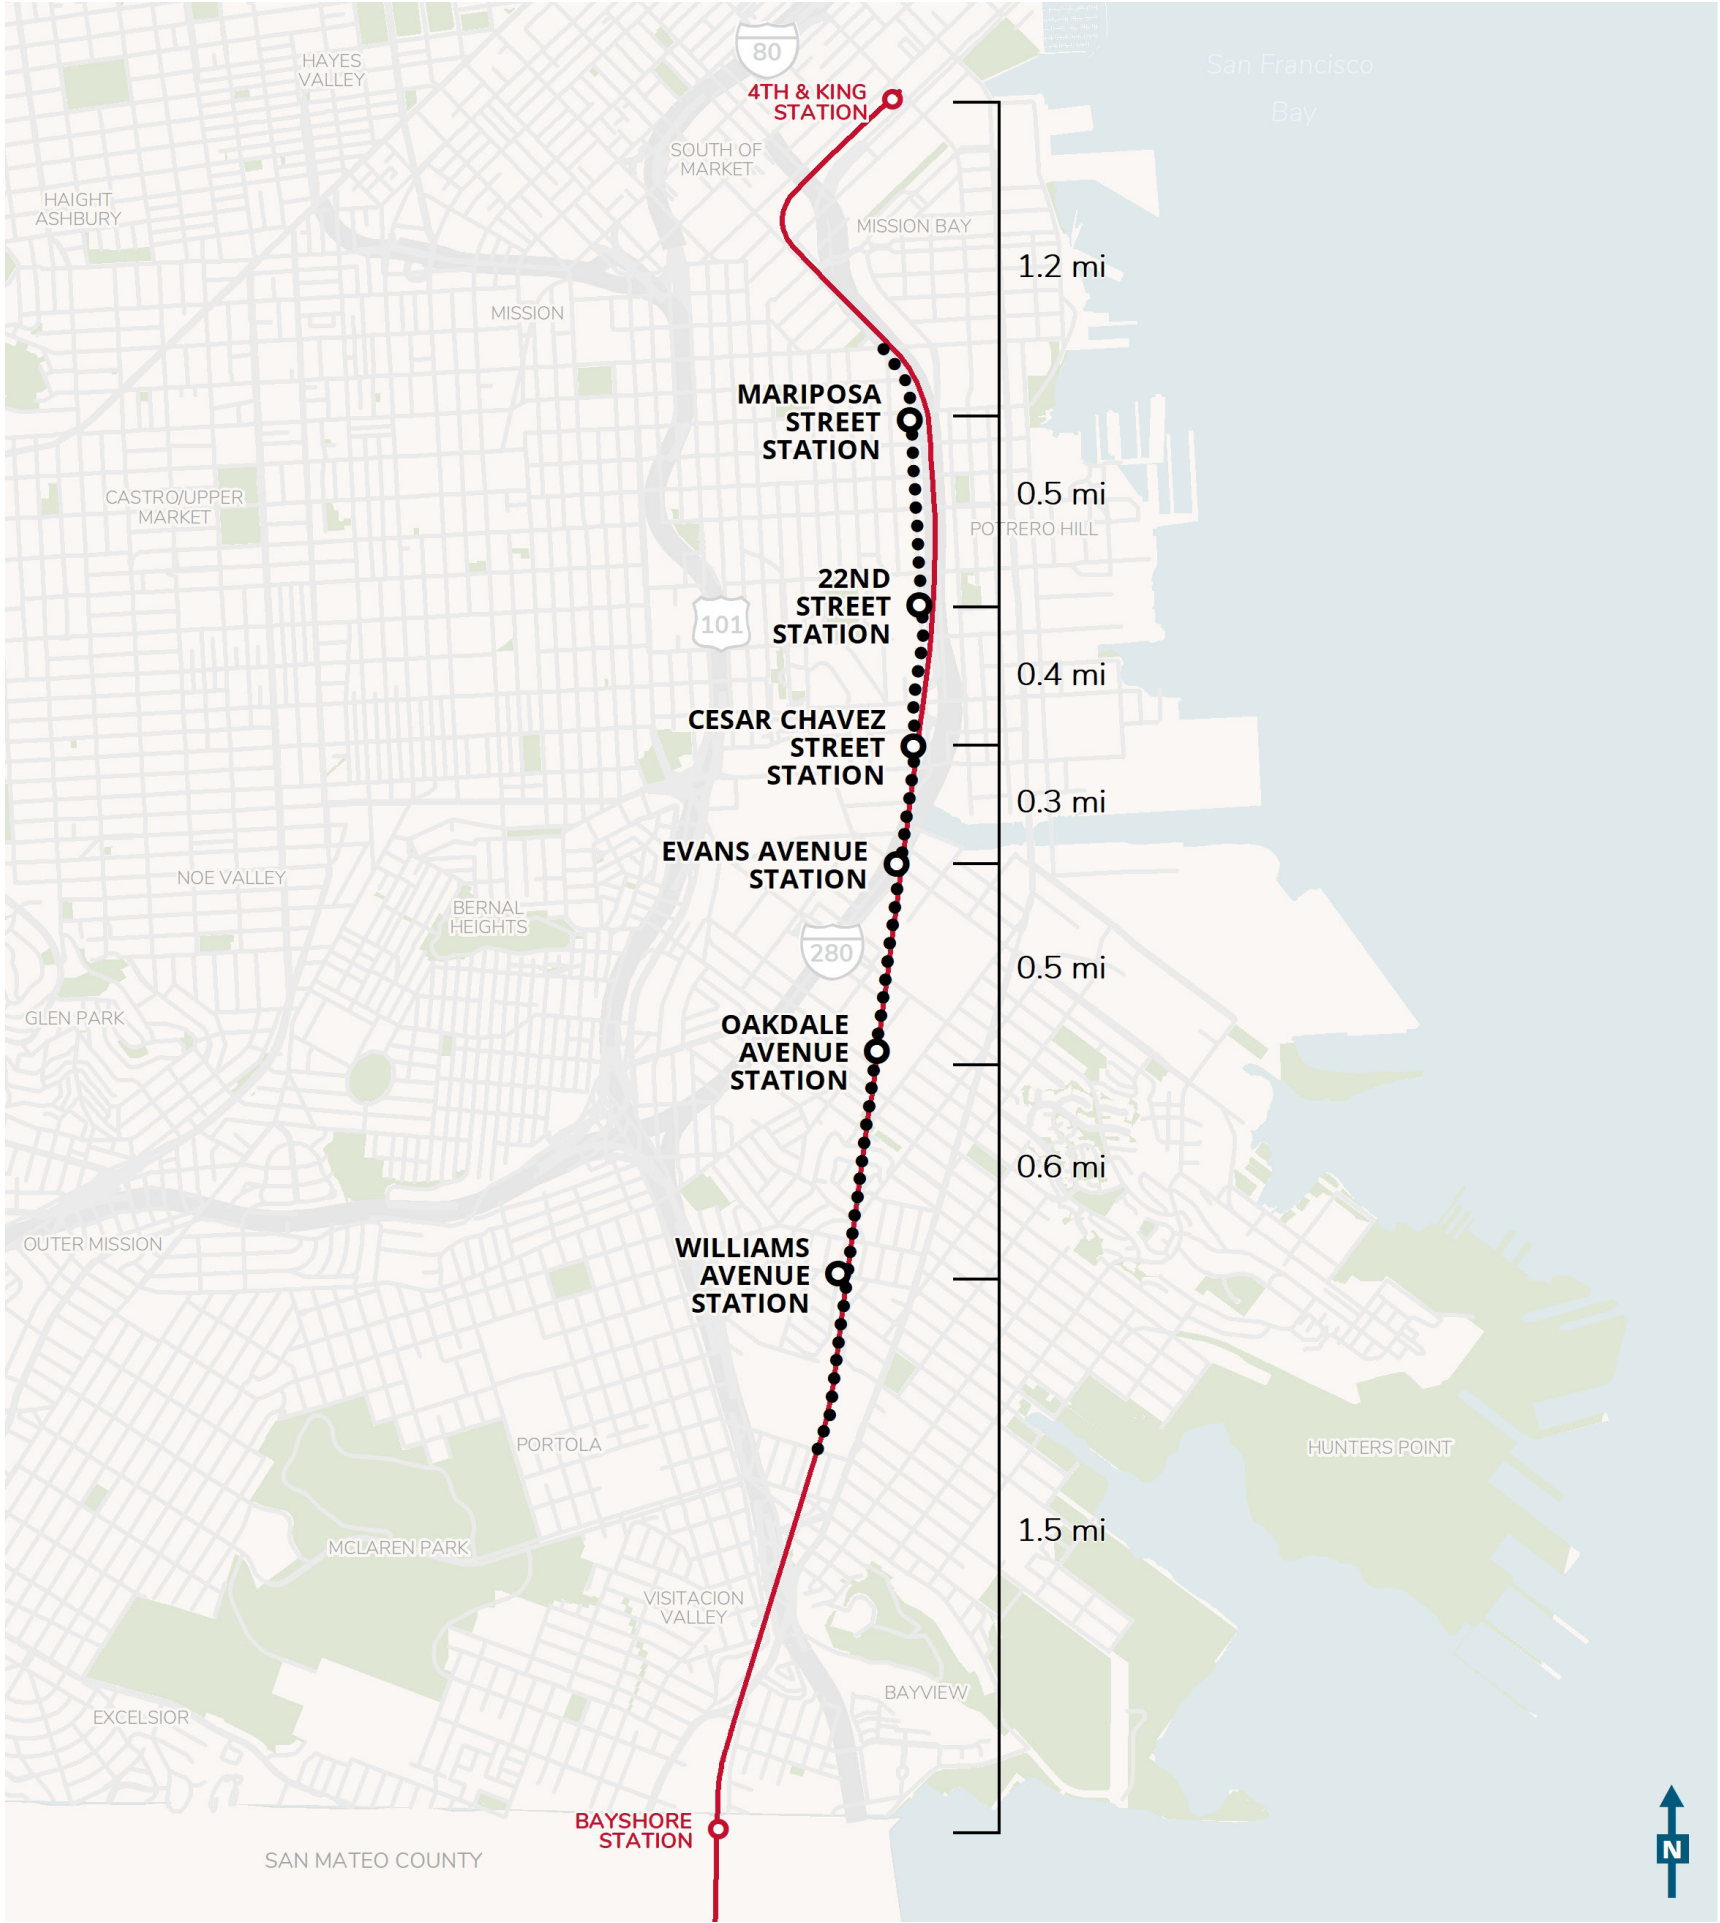 San Francisco
Bay
HAYES
VALLEY
80
4TH & KING
STATION
SOUTH OF
MARKET
HAIGHT
ASHBURY
MISSION BAY
1.2 mi
MISSION
MARIPOSA
STREET
STATION
0.5 mi
CASTRO/UPPER
MARKET
POTRERO HILL
22ND
STREET
STATION
101
0.4 mi
CESAR CHAVEZ
STREET
STATION
0.3 mi
EVANS AVENUE
STATION
NOE VALLEY
BERNAL
HEIGHTS
280
0.5 mi
GLEN PARK
OAKDALE
AVENUE
STATION
0.6 mi
OUTER MISSION
WILLIAMS
AVENUE
STATION
PORTOLA
HUNTERS POINT
1.5 mi
MCLAREN PARK
VISITACION
VALLEY
BAYVIEW
EXCELSIOR
BAYSHORE
STATION
SAN MATEO COUNTY
N